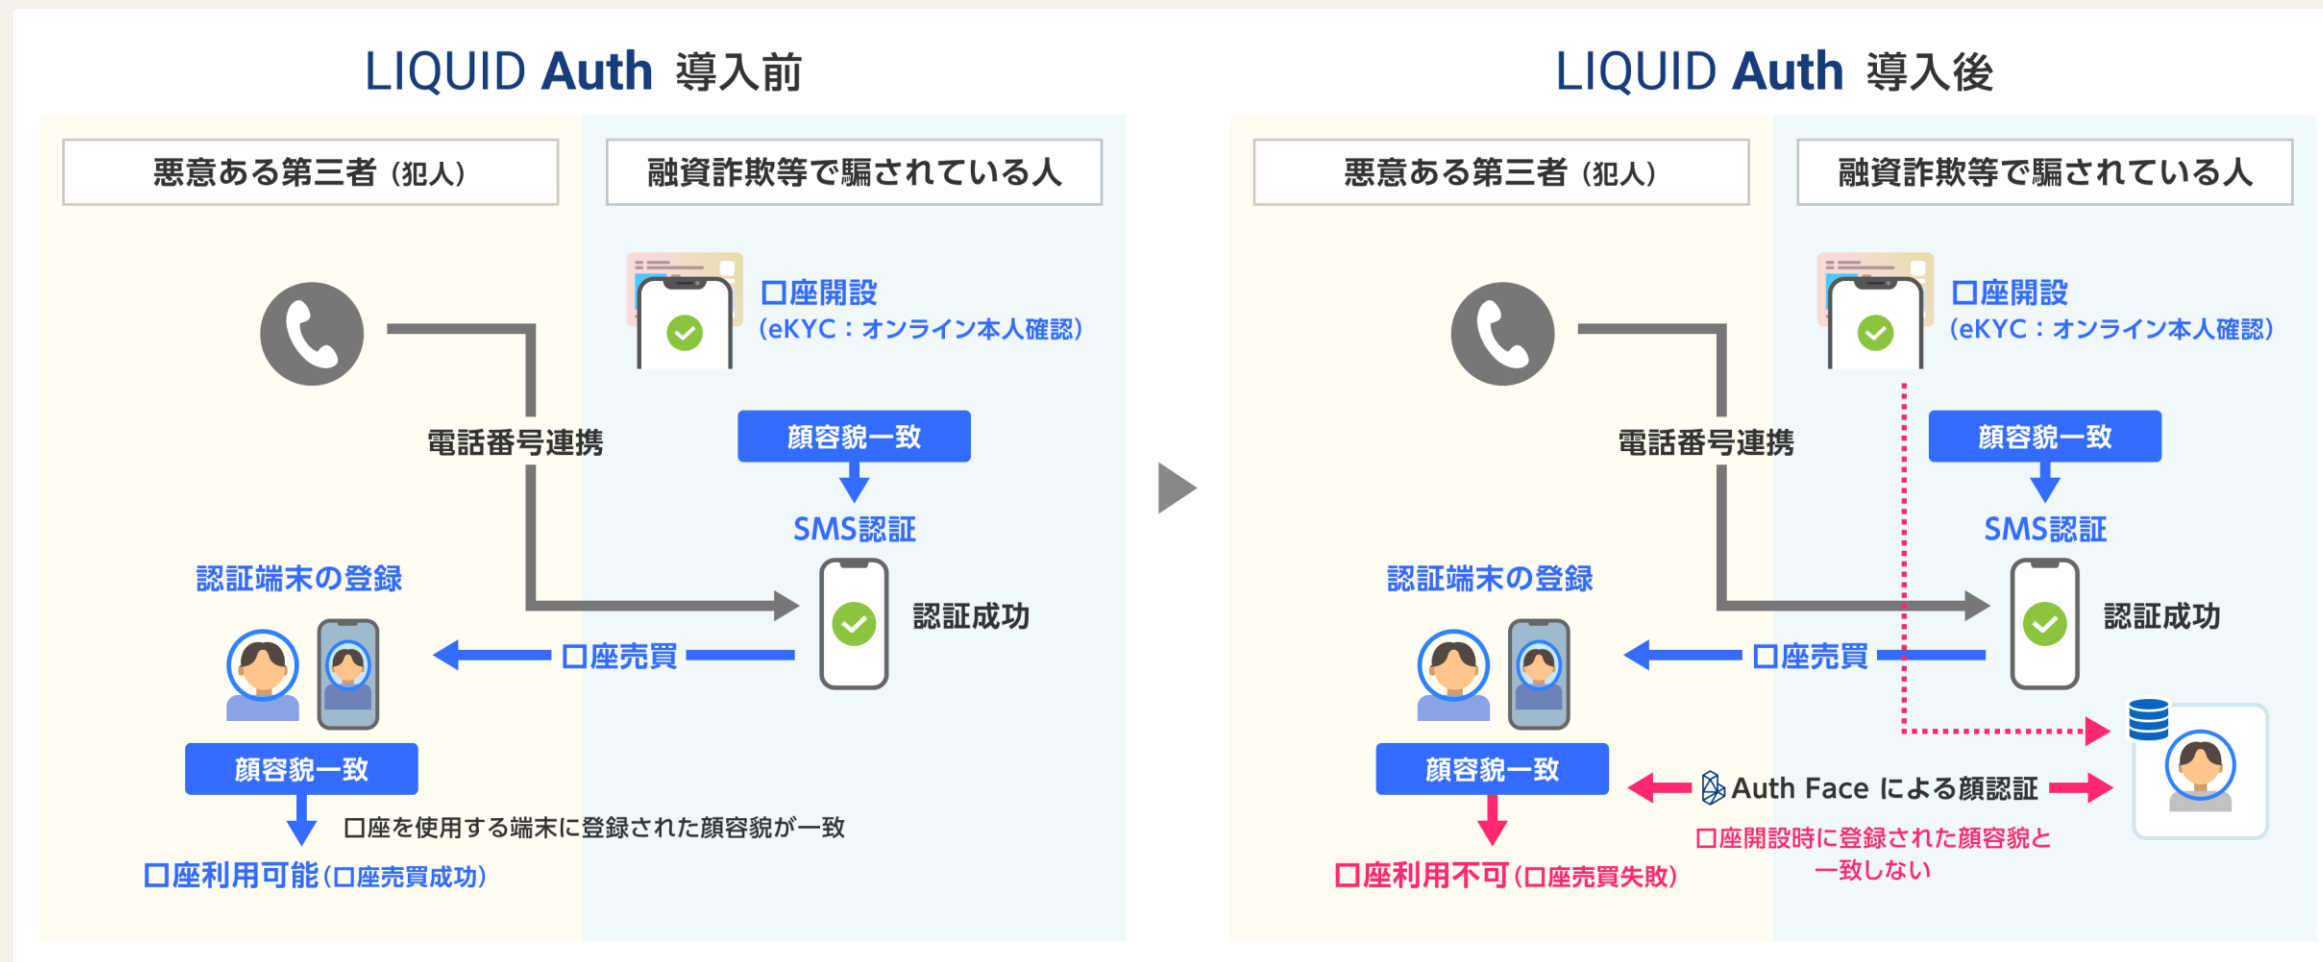 LIQUID Auth 導入前
悪意ある第三者（犯人）
融資詐欺等で騙されている人
口座開設
（eKYC：オンライン本人確認）
顔容貌一致
電話番号連携
SMS認証
認証端末の登録
認証成功
口座売買
顔容貌一致
口座を使用する端末に登録された顔容貌が一致
口座利用可能（口座売買成功）
LIQUID Auth 導入後
悪意ある第三者（犯人）
融資詐欺等で騙されている人
口座開設
（eKYC：オンライン本人確認）
顔容貌一致
電話番号連携
SMS認証
認証端末の登録
認証成功
口座売買
顔容貌一致
Auth Face による顔認証
口座開設時に登録された顔容貌と
一致しない
口座利用不可（口座売買失敗）